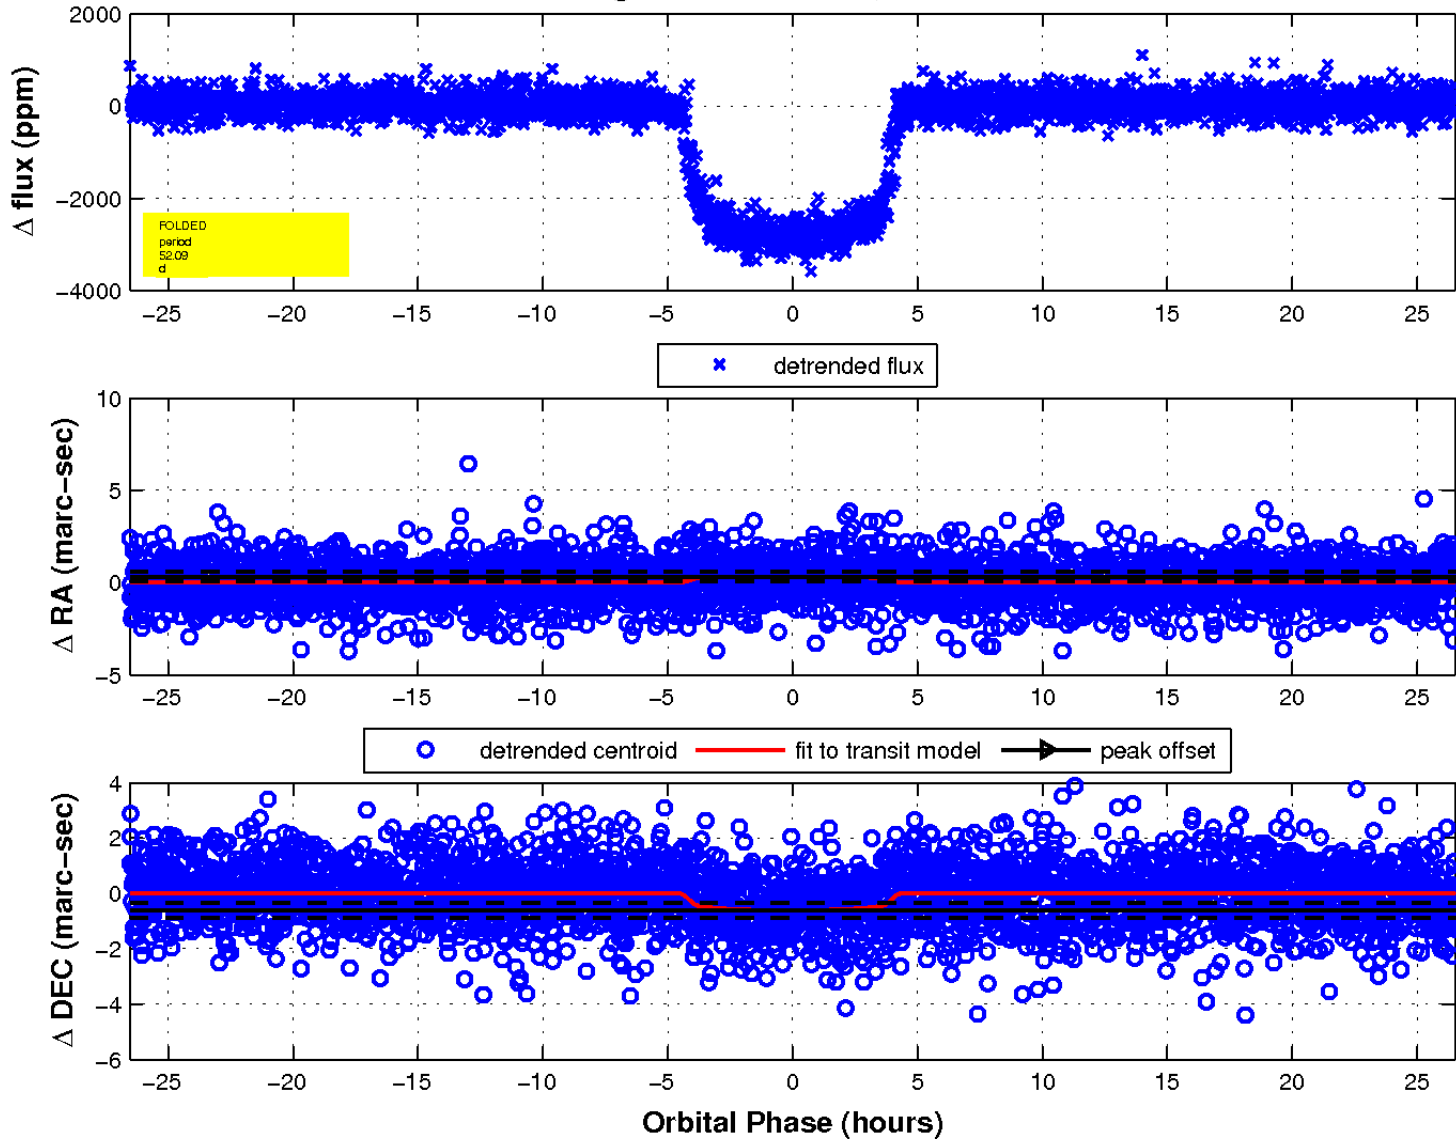 2000
0
−2000
−4000
Δ flux (ppm)
FOLDED
period
52.09
d
−25 −20 −15 −10 −5 0 5 10 15 20 25
detrended flux
10
5
0
−5
Δ RA (marc−sec)
−25 −20 −15 −10 −5 0 5 10 15 20 25
detrended centroid fit to transit model peak offset
4
2
0
−2
−4
−6
Δ DEC (marc−sec)
−25 −20 −15 −10 −5 0 5 10 15 20 25
Orbital Phase (hours)